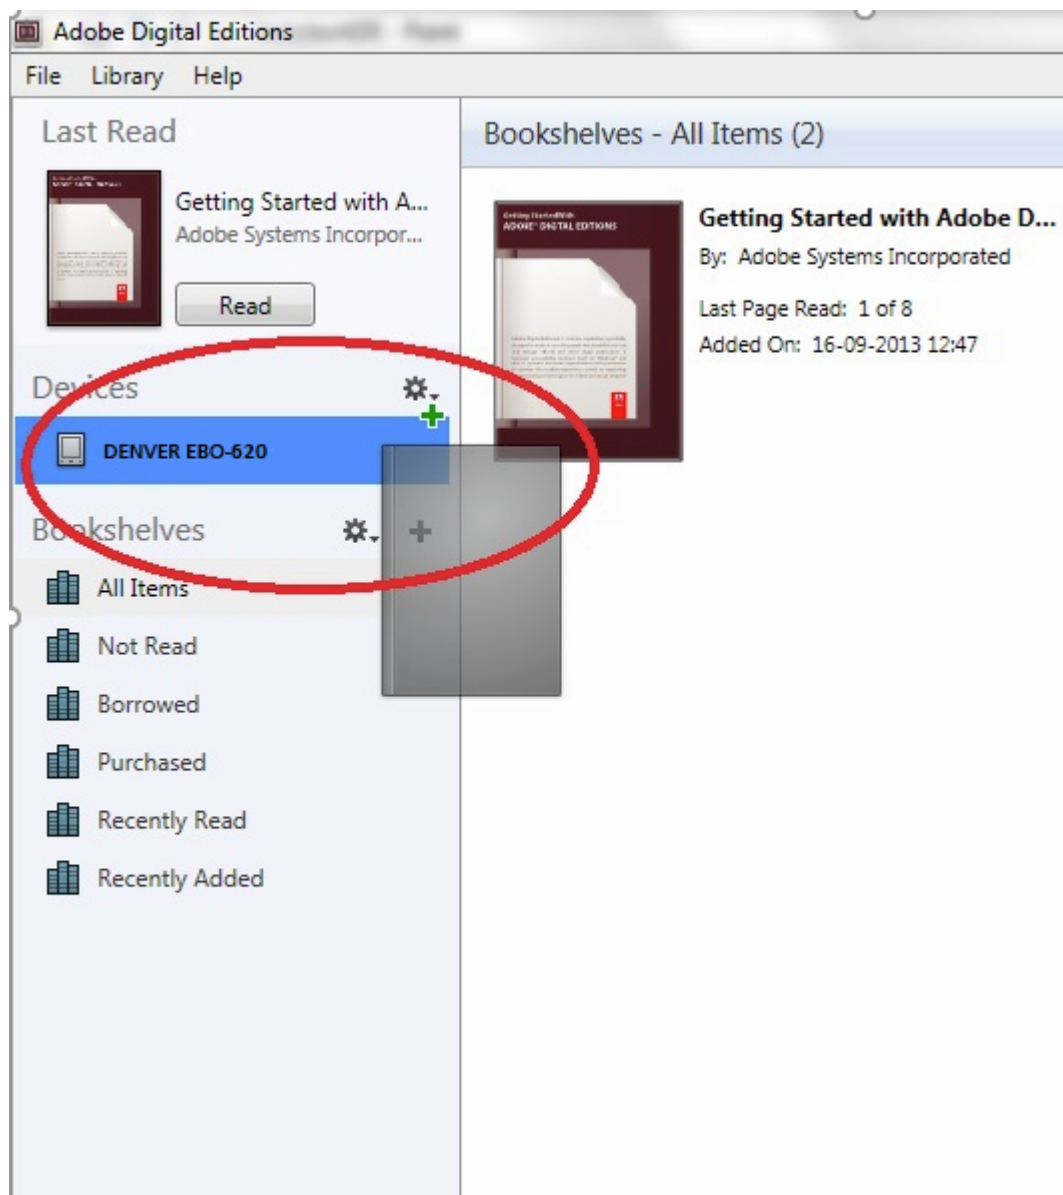 Adobe Digital Editions
File Library Help
Last Read
Getting Started with A...
Adobe Systems Incorpor...
Read
Devices
DENVER EBO-620
Bookshelves
All Items
Not Read
Borrowed
Purchased
Recently Read
Recently Added
Bookshelves - All Items (2)
Getting Started With
ADOBE® DIGITAL EDITIONS
Getting Started with Adobe D...
By: Adobe Systems Incorporated
Last Page Read: 1 of 8
Added On: 16-09-2013 12:47